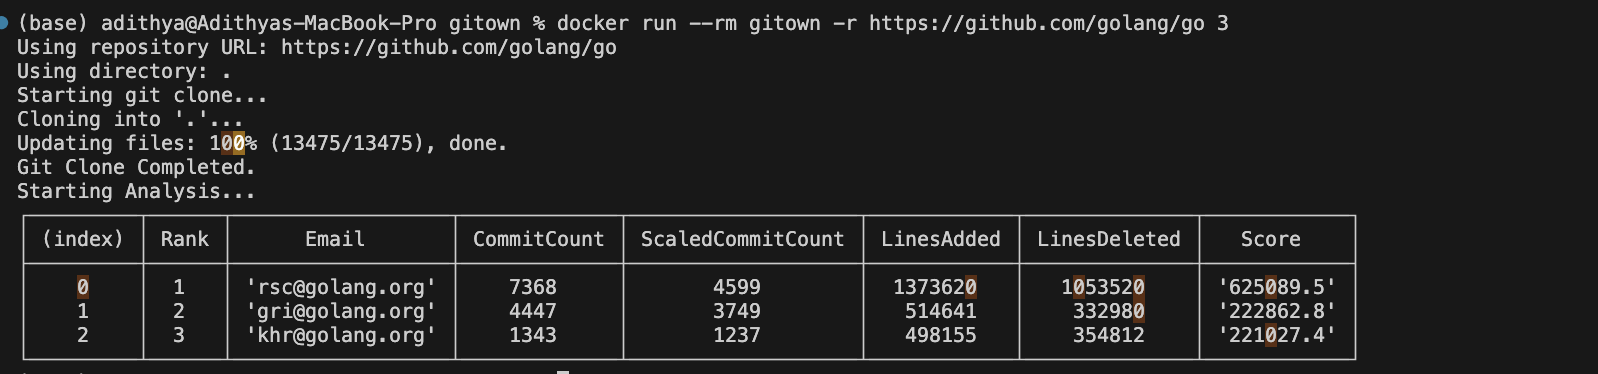 (base) adithya@Adithyas-MacBook-Pro gitown % docker run --rm gitown -r https://github.com/golang/go 3
Using repository URL: https://github.com/golang/go
Using directory: .
Starting git clone...
Cloning into '.'...
Updating files: 100% (13475/13475), done.
Git Clone Completed.
Starting Analysis...
(index) Rank Email CommitCount ScaledCommitCount LinesAdded LinesDeleted Score
0 1 'rsc@golang.org' 7368 4599 1373620 1053520 '625089.5'
1 2 'gri@golang.org' 4447 3749 514641 332980 '222862.8'
2 3 'khr@golang.org' 1343 1237 498155 354812 '221027.4'